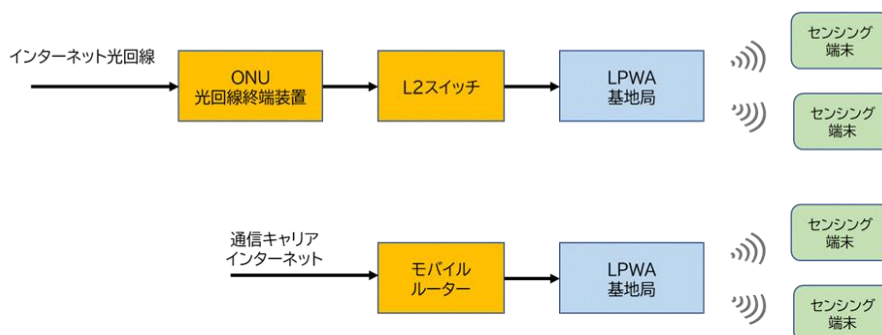 インターネット光回線
ONU
光回線終端装置
L2スイッチ
LPWA
基地局
センシング
端末
センシング
端末
通信キャリア
インターネット
モバイル
ルーター
LPWA
基地局
センシング
端末
センシング
端末